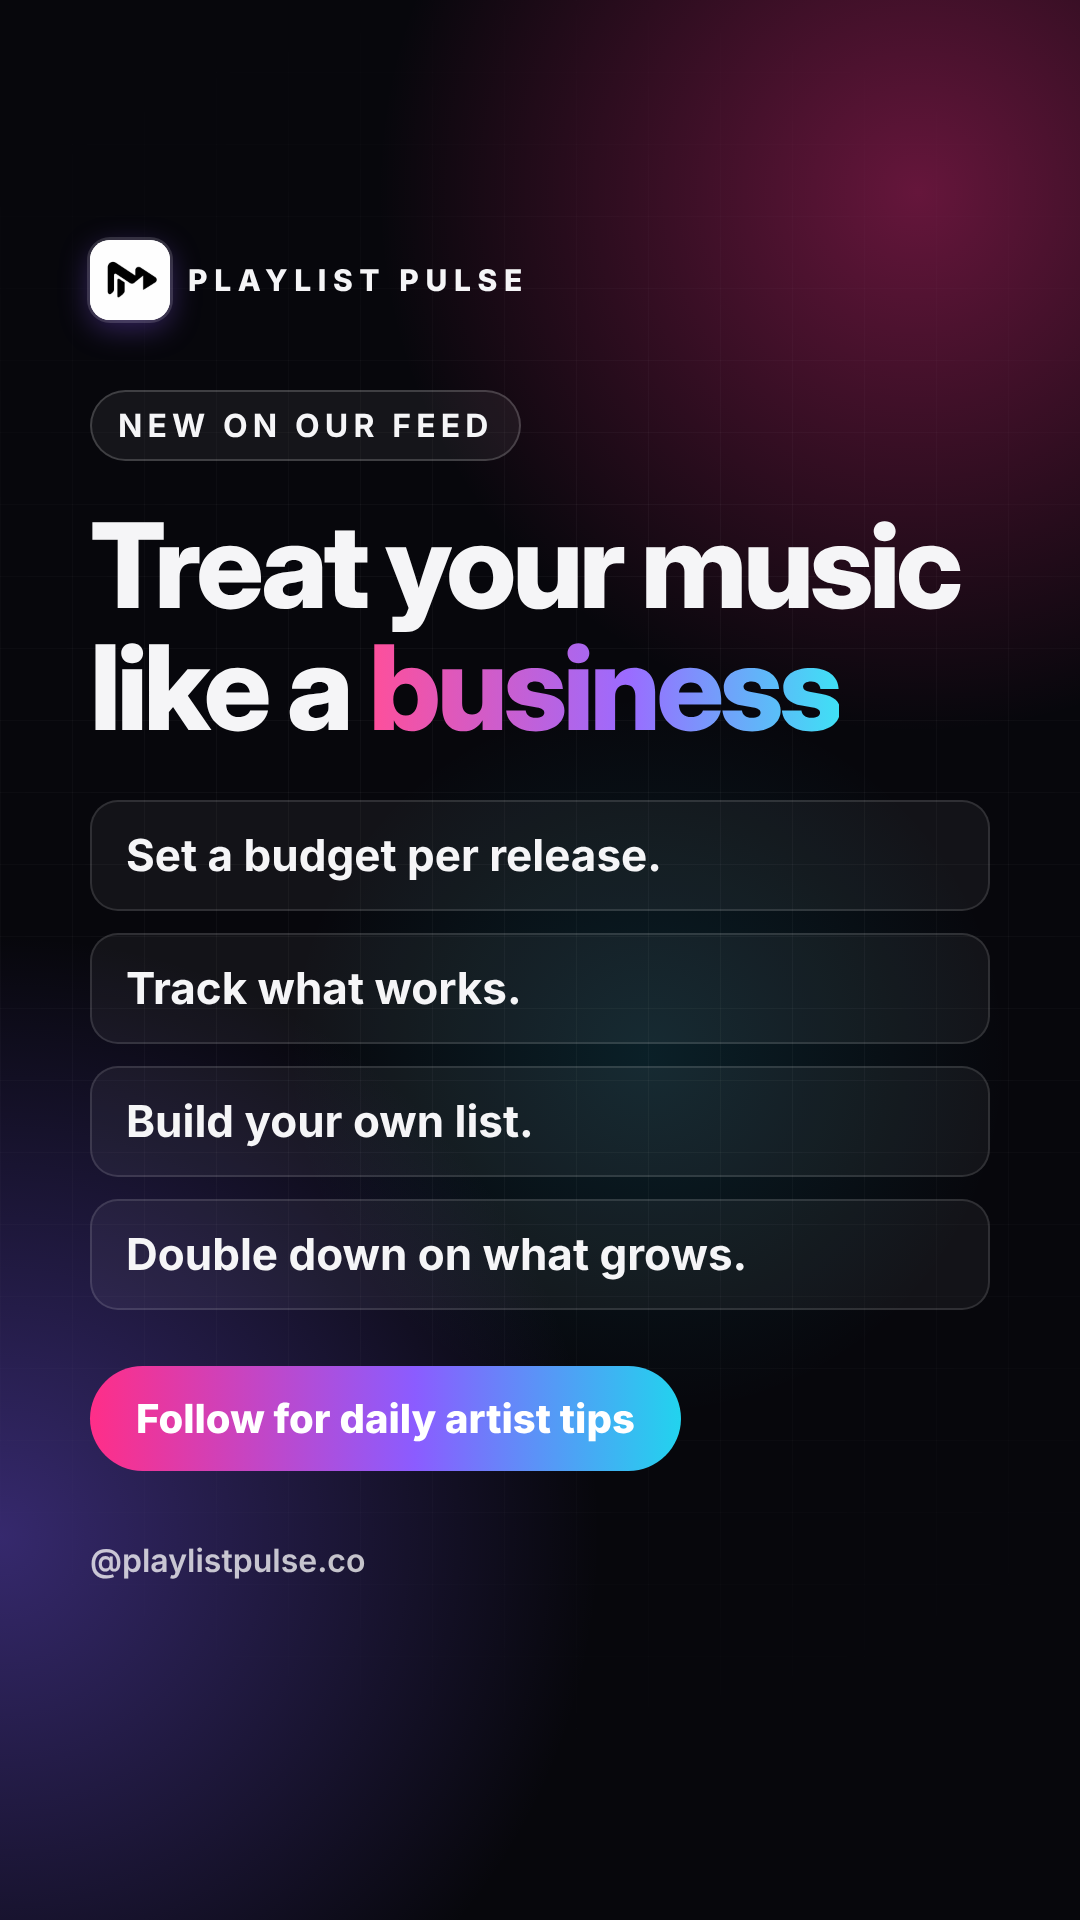 PLAYLIST PULSE
NEW ON OUR FEED
Treat your music
like a business
Set a budget per release.
Track what works.
Build your own list.
Double down on what grows.
Follow for daily artist tips
@playlistpulse.co